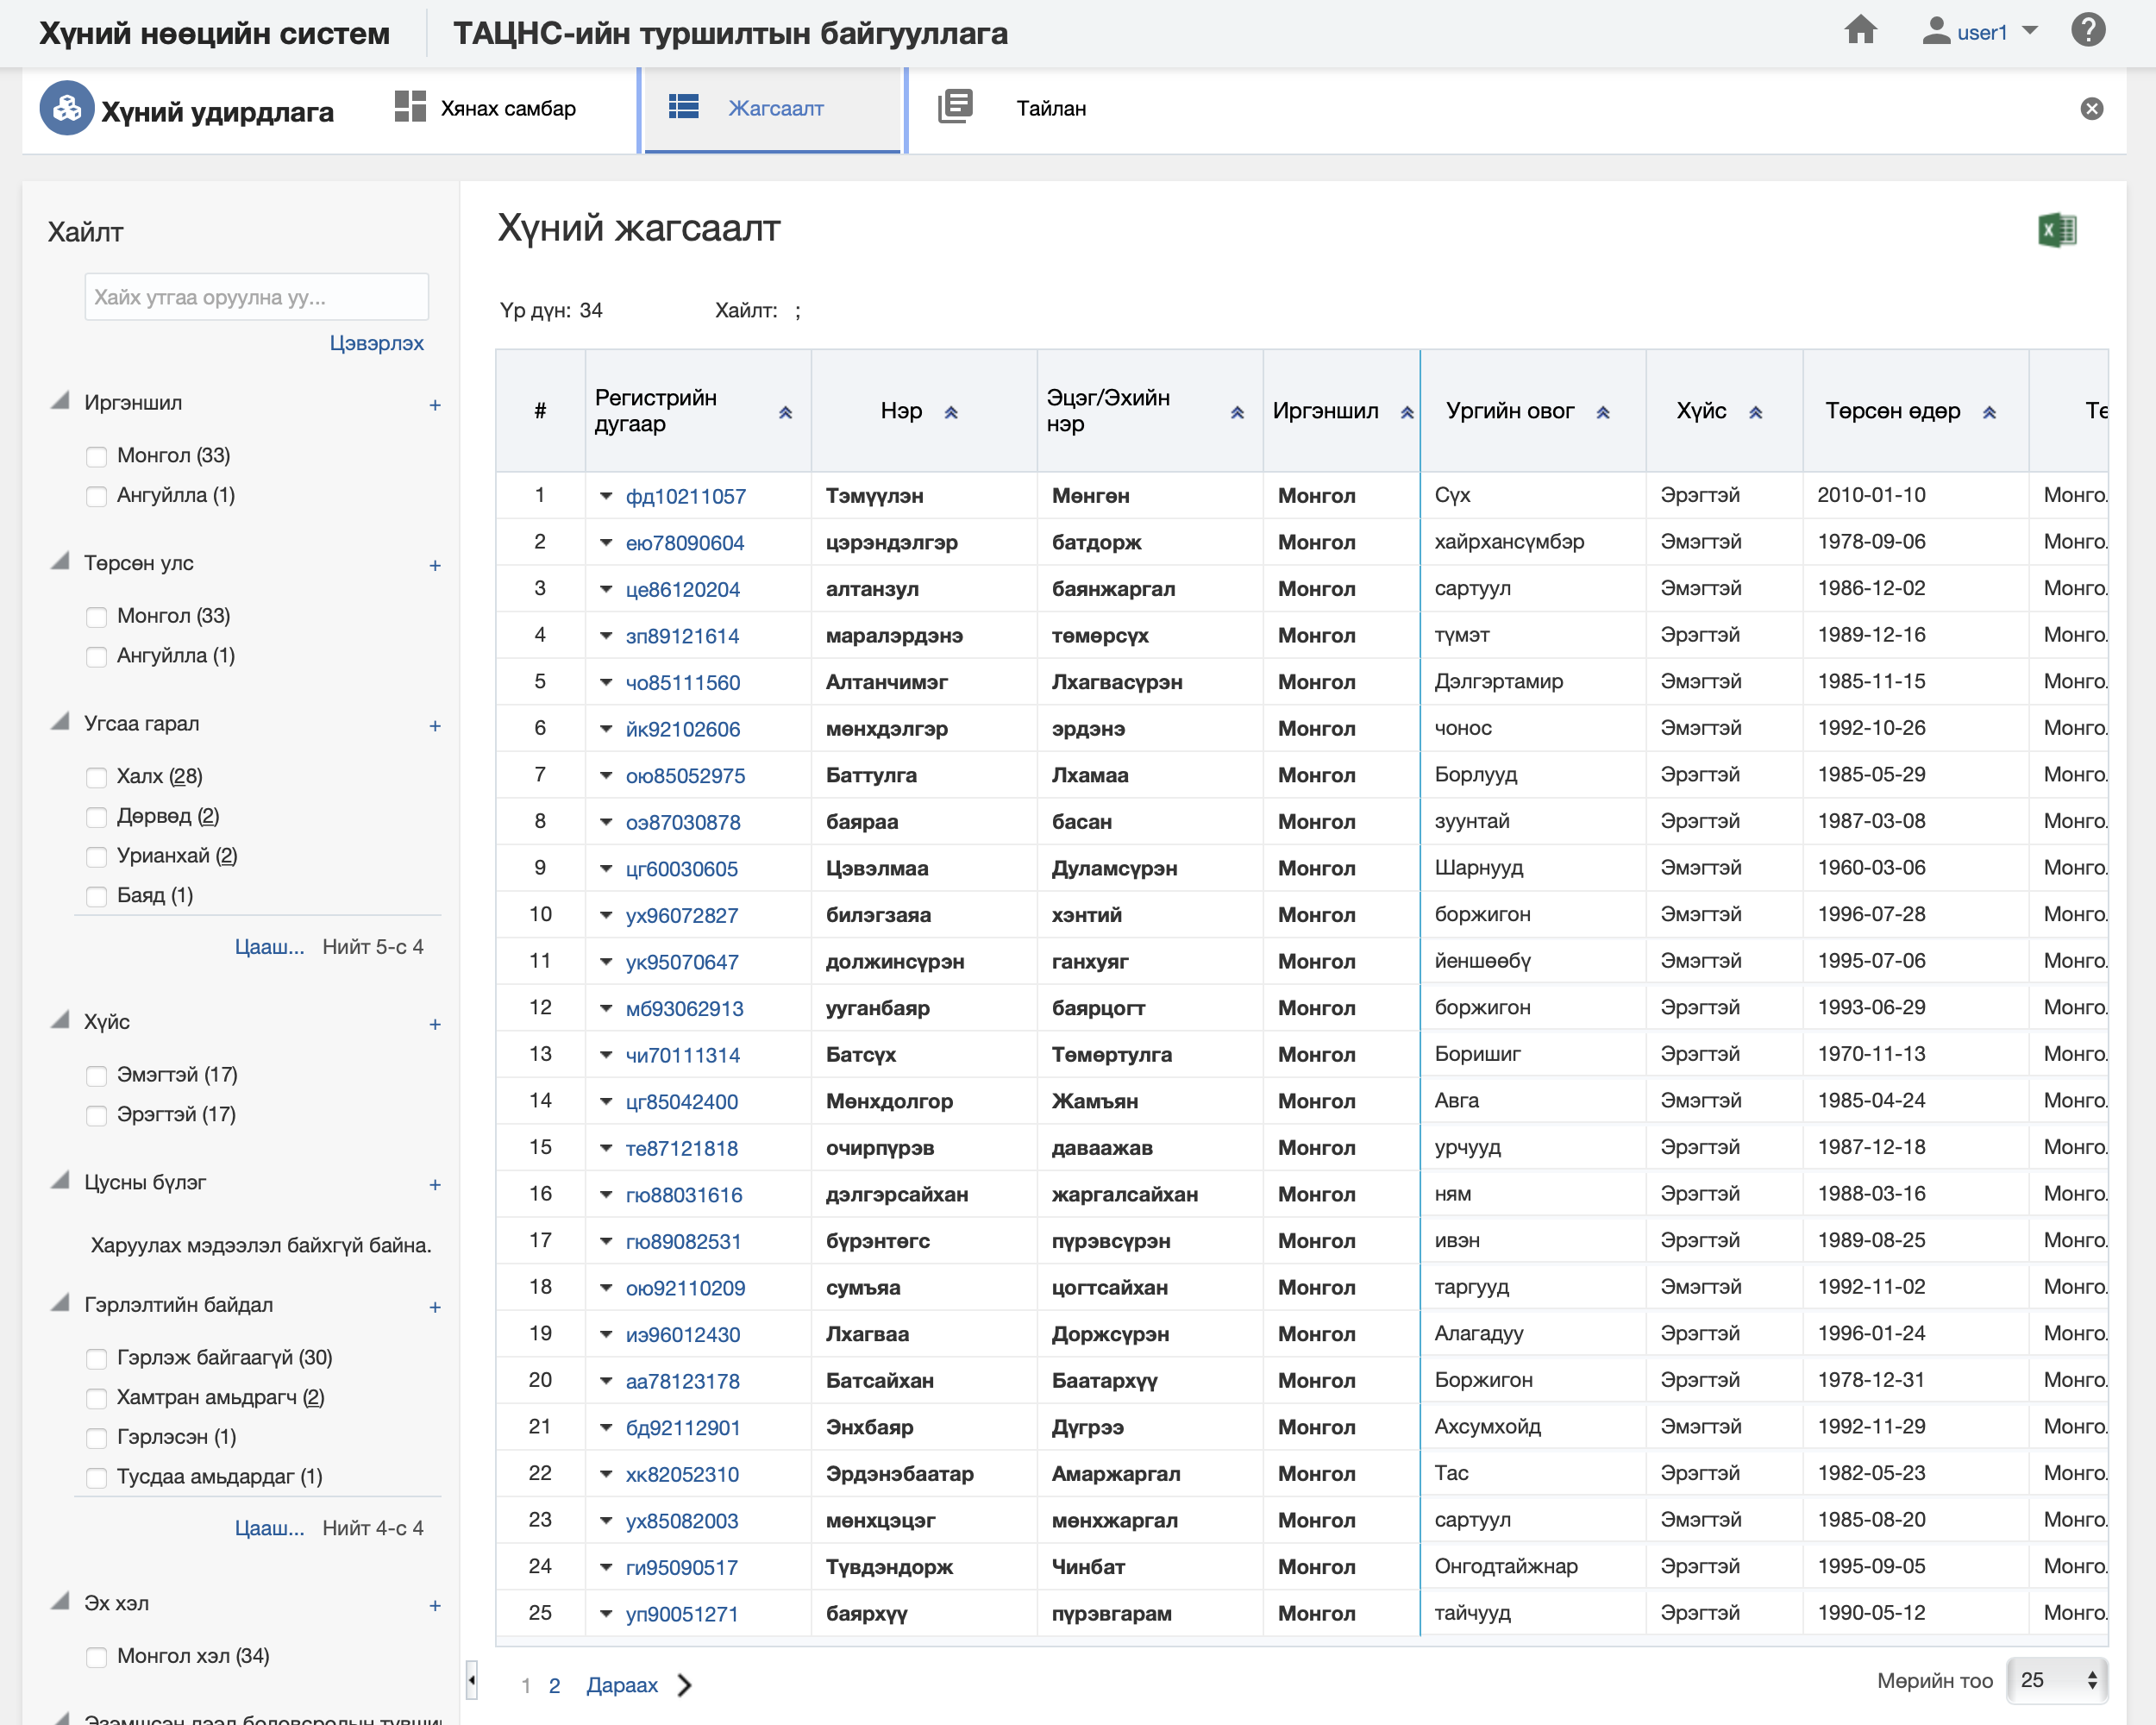 Хүний нөөцийн систем ТАЦНС-ийн туршилтын байгууллага user1
Хүний удирдлага Хянах самбар Жагсаалт Тайлан
Хайлт
Хайх утгаа оруулна уу...
Цэвэрлэх
Иргэншил +
Монгол (33)
Ангуйлла (1)
Төрсөн улс +
Монгол (33)
Ангуйлла (1)
Угсаа гарал +
Халх (28)
Дөрвөд (2)
Урианхай (2)
Баяд (1)
Цааш... Нийт 5-с 4
Хүйс +
Эмэгтэй (17)
Эрэгтэй (17)
Цусны бүлэг +
Харуулах мэдээлэл байхгүй байна.
Гэрлэлтийн байдал +
Гэрлэж байгаагүй (30)
Хамтран амьдрагч (2)
Гэрлэсэн (1)
Тусдаа амьдардаг (1)
Цааш... Нийт 4-с 4
Эх хэл +
Монгол хэл (34)
Хүний жагсаалт
Үр дүн: 34 Хайлт: ;
# Регистрийн дугаар Нэр Эцэг/Эхийн нэр Иргэншил Ургийн овог Хүйс Төрсөн өдөр Тө
1 фд10211057 Тэмүүлэн Мөнгөн Монгол Сүх Эрэгтэй 2010-01-10 Монго
2 ею78090604 цэрэндэлгэр батдорж Монгол хайрхансүмбэр Эмэгтэй 1978-09-06 Монго
3 це86120204 алтанзул баянжаргал Монгол сартуул Эмэгтэй 1986-12-02 Монго
4 зп89121614 маралэрдэнэ төмөрсүх Монгол түмэт Эрэгтэй 1989-12-16 Монго
5 чо85111560 Алтанчимэг Лхагвасүрэн Монгол Дэлгэртамир Эмэгтэй 1985-11-15 Монго
6 йк92102606 мөнхдэлгэр эрдэнэ Монгол чонос Эмэгтэй 1992-10-26 Монго
7 ою85052975 Баттулга Лхамаа Монгол Борлууд Эрэгтэй 1985-05-29 Монго
8 оэ87030878 баяраа басан Монгол зуунтай Эрэгтэй 1987-03-08 Монго
9 цг60030605 Цэвэлмаа Дуламсүрэн Монгол Шарнууд Эмэгтэй 1960-03-06 Монго
10 ух96072827 билэгзаяа хэнтий Монгол боржигон Эмэгтэй 1996-07-28 Монго
11 ук95070647 должинсүрэн ганхуяг Монгол йеншөөбү Эмэгтэй 1995-07-06 Монго
12 мб93062913 ууганбаяр баярцогт Монгол боржигон Эрэгтэй 1993-06-29 Монго
13 чи70111314 Батсүх Төмөртулга Монгол Боришиг Эрэгтэй 1970-11-13 Монго
14 цг85042400 Мөнхдолгор Жамъян Монгол Авга Эмэгтэй 1985-04-24 Монго
15 те87121818 очирпүрэв даваажав Монгол урчууд Эрэгтэй 1987-12-18 Монго
16 гю88031616 дэлгэрсайхан жаргалсайхан Монгол ням Эрэгтэй 1988-03-16 Монго
17 гю89082531 бүрэнтөгс пүрэвсүрэн Монгол ивэн Эрэгтэй 1989-08-25 Монго
18 ою92110209 сумъяа цогтсайхан Монгол таргууд Эмэгтэй 1992-11-02 Монго
19 иэ96012430 Лхагваа Доржсүрэн Монгол Алагадуу Эрэгтэй 1996-01-24 Монго
20 аа78123178 Батсайхан Баатархүү Монгол Боржигон Эрэгтэй 1978-12-31 Монго
21 бд92112901 Энхбаяр Дүгрээ Монгол Ахсумхойд Эмэгтэй 1992-11-29 Монго
22 хк82052310 Эрдэнэбаатар Амаржаргал Монгол Тас Эрэгтэй 1982-05-23 Монго
23 ух85082003 мөнхцэцэг мөнхжаргал Монгол сартуул Эмэгтэй 1985-08-20 Монго
24 ги95090517 Түвдэндорж Чинбат Монгол Онгодтайжнар Эрэгтэй 1995-09-05 Монго
25 уп90051271 баярхүү пүрэвгарам Монгол тайчууд Эрэгтэй 1990-05-12 Монго
1 2 Дараах Мөрийн тоо 25